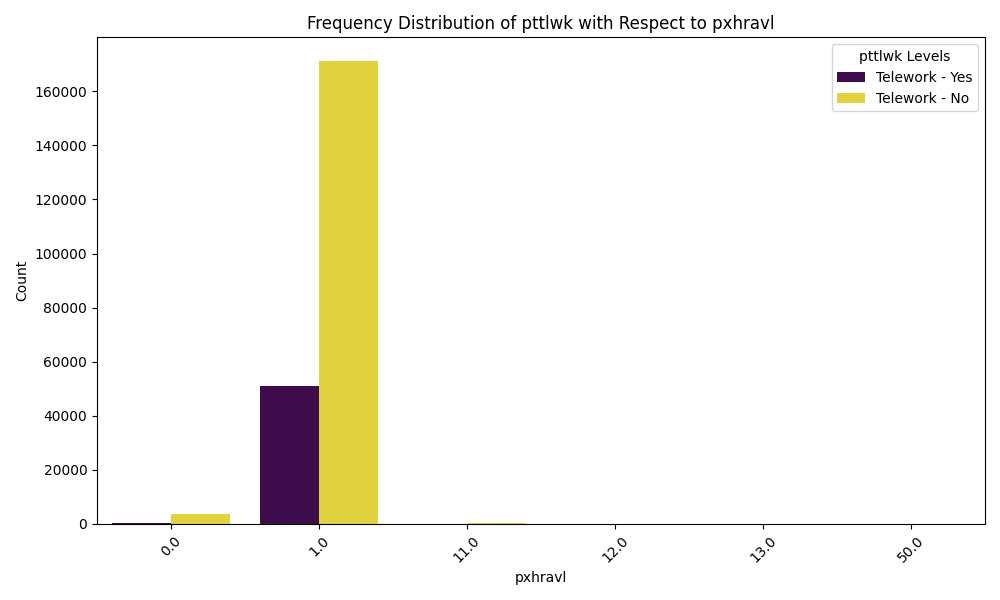 Frequency Distribution of pttlwk with Respect to pxhravl
pttlwk Levels
Telework - Yes
Telework - No
160000
140000
120000
100000
80000
60000
40000
20000
0
Count
0.0
1.0
11.0
12.0
13.0
50.0
pxhravl